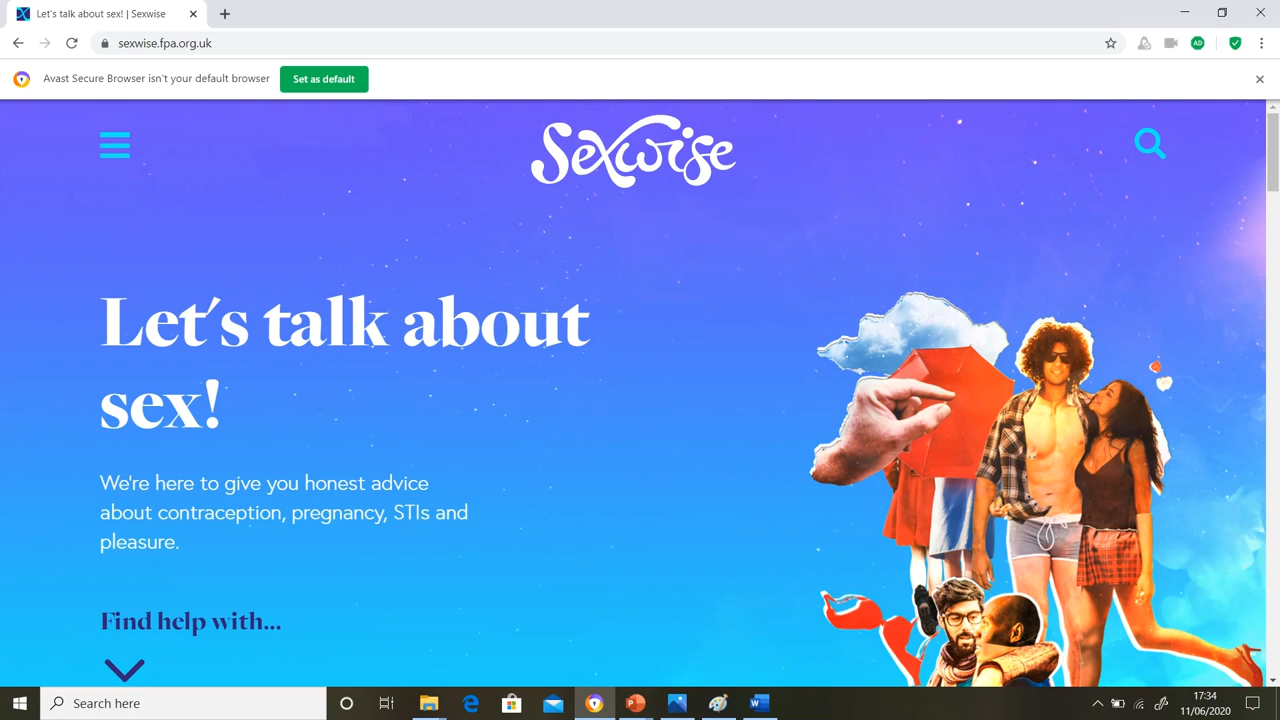 Let's talk about sex! | Sexwise
sexwise.fpa.org.uk
AD
Avast Secure Browser isn't your default browser
Set as default
Sexwise
Let's talk about
sex!
We're here to give you honest advice
about contraception, pregnancy, STIs and
pleasure.
Find help with...
Search here
17:34
11/06/2020